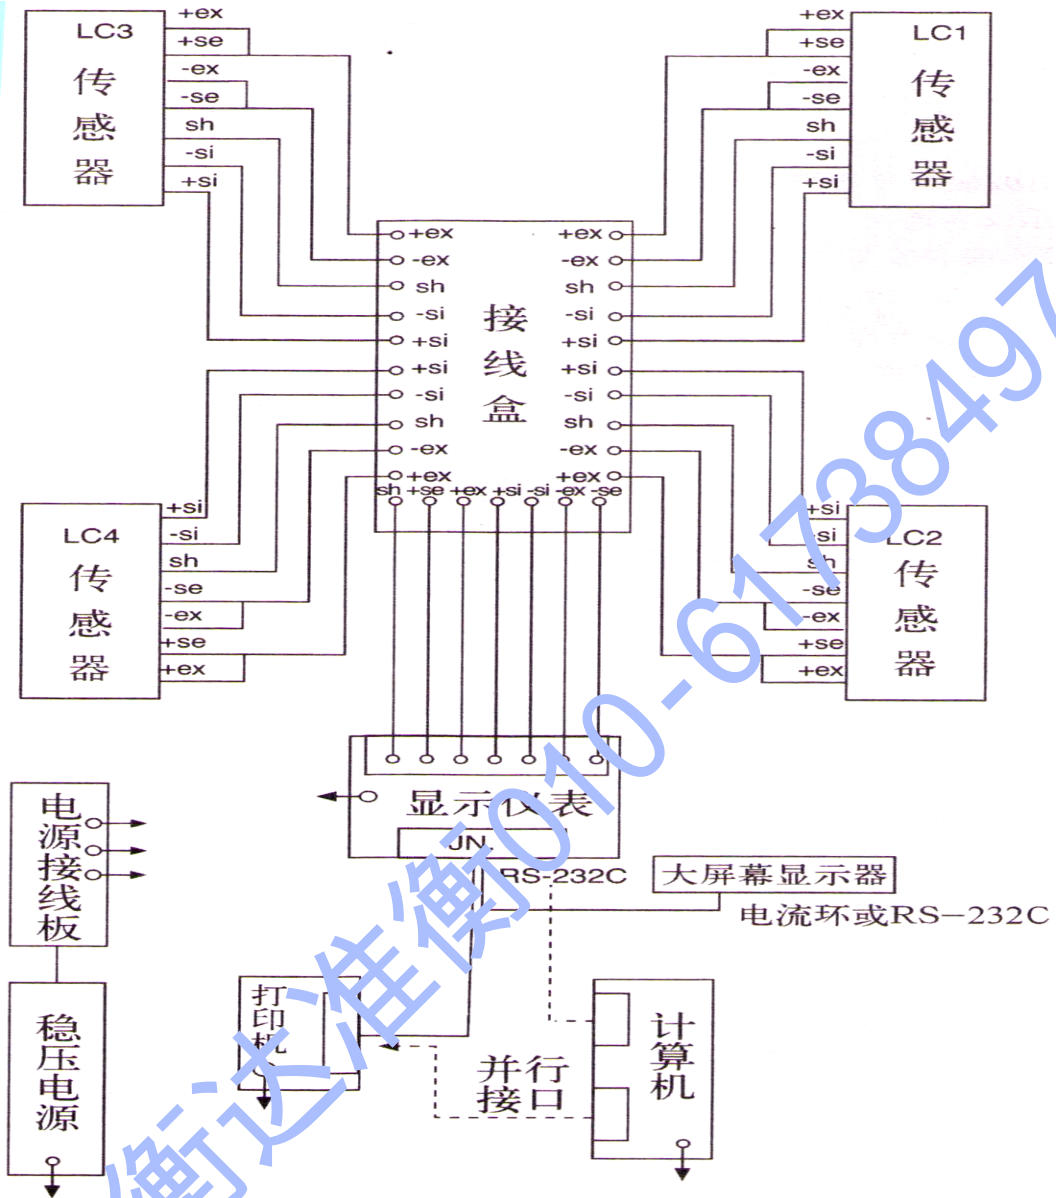 LC3
传感器
+ex
+se
-ex
-se
sh
-si
+si
+ex
+se
-ex
-se
sh
-si
+si
LC1
传感器
+ex
-ex
sh
-si
+si
+si
-si
sh
-ex
+ex
接线盒
+ex
-ex
sh
-si
+si
+si
-si
sh
-ex
+ex
sh +se +ex +si -si -ex -se
LC4
传感器
+si
-si
sh
-se
-ex
+se
+ex
+si
-si
sh
-se
-ex
+se
+ex
LC2
传感器
显示仪表
JN.
RS-232C
大屏幕显示器
电流环或RS-232C
电源接线板
稳压电源
打印机
并行
接口
计算机
衡达准衡010-61738497